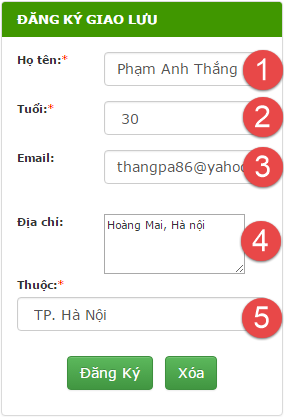 ĐĂNG KÝ GIAO LƯU
Họ tên:*
Phạm Anh Thắng
1
Tuổi:*
30
2
Email:
thangpa86@yaho
3
Địa chỉ:
Hoàng Mai, Hà nội
4
Thuộc:*
TP. Hà Nội
5
Đăng Ký
Xóa